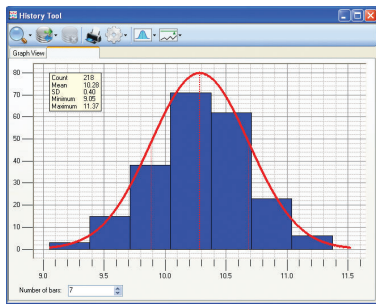 History Tool
Graph View
Count 218
Mean 10.28
SD 0.40
Minimum 9.05
Maximum 11.37
80
70
60
50
40
30
20
10
0
9.0 9.5 10.0 10.5 11.0 11.5
Number of bars: 7